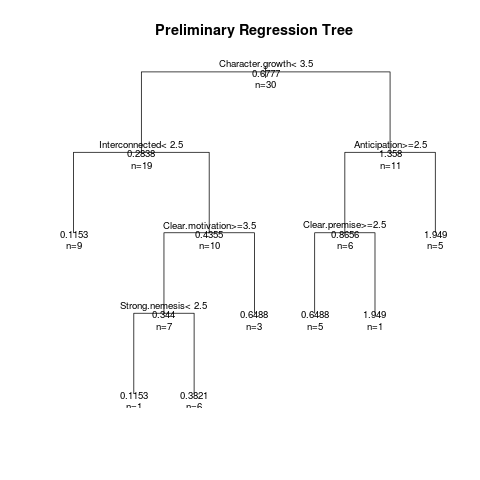 Preliminary Regression Tree
Character.growth< 3.5
0.6777
n=30
Interconnected< 2.5
0.2838
n=19
Anticipation>=2.5
1.358
n=11
0.1153
n=9
Clear.motivation>=3.5
0.4355
n=10
Clear.premise>=2.5
0.8656
n=6
1.949
n=5
Strong.nemesis< 2.5
0.344
n=7
0.6488
n=3
0.6488
n=5
1.949
n=1
0.1153
n=1
0.3821
n=6